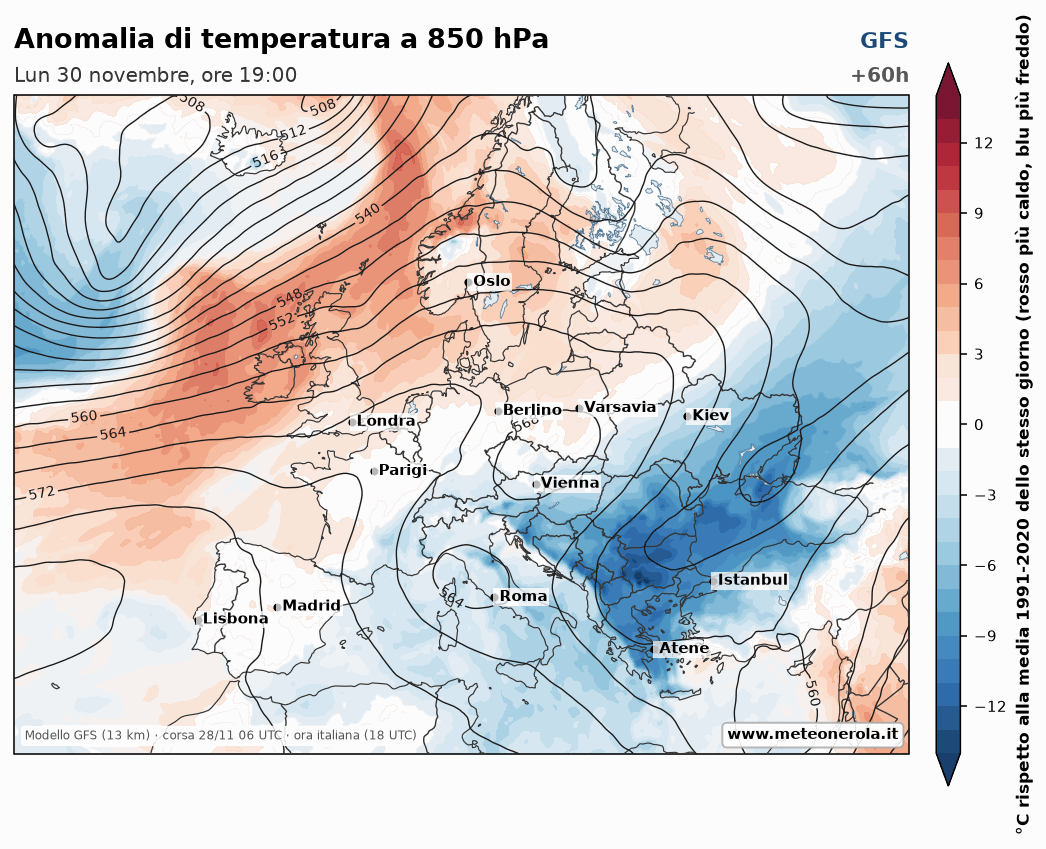 Anomalia di temperatura a 850 hPa
GFS
Lun 30 novembre, ore 19:00
+60h
508
508
512
516
540
548
552
560
564
572
568
564
560
Oslo
Londra
Berlino
Varsavia
Kiev
Parigi
Vienna
Madrid
Lisbona
Roma
Istanbul
Atene
Modello GFS (13 km) · corsa 28/11 06 UTC · ora italiana (18 UTC)
www.meteonerola.it
12
9
6
3
0
−3
−6
−9
−12
°C rispetto alla media 1991-2020 dello stesso giorno (rosso più caldo, blu più freddo)